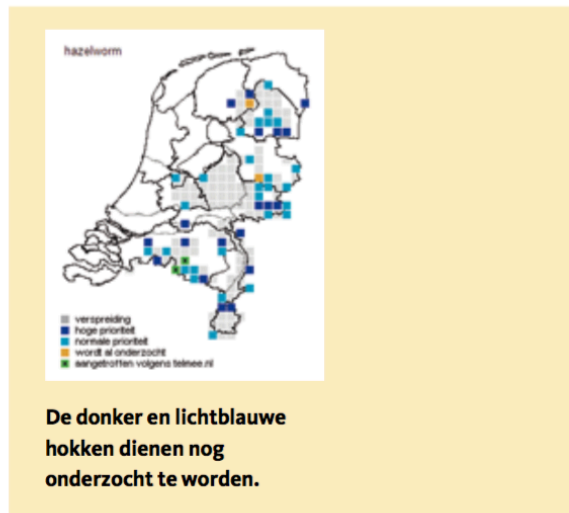 hazelworm
verspreiding
hoge prioriteit
normale prioriteit
wordt al onderzocht
aangetroffen volgens telmee.nl
De donker en lichtblauwe
hokken dienen nog
onderzocht te worden.